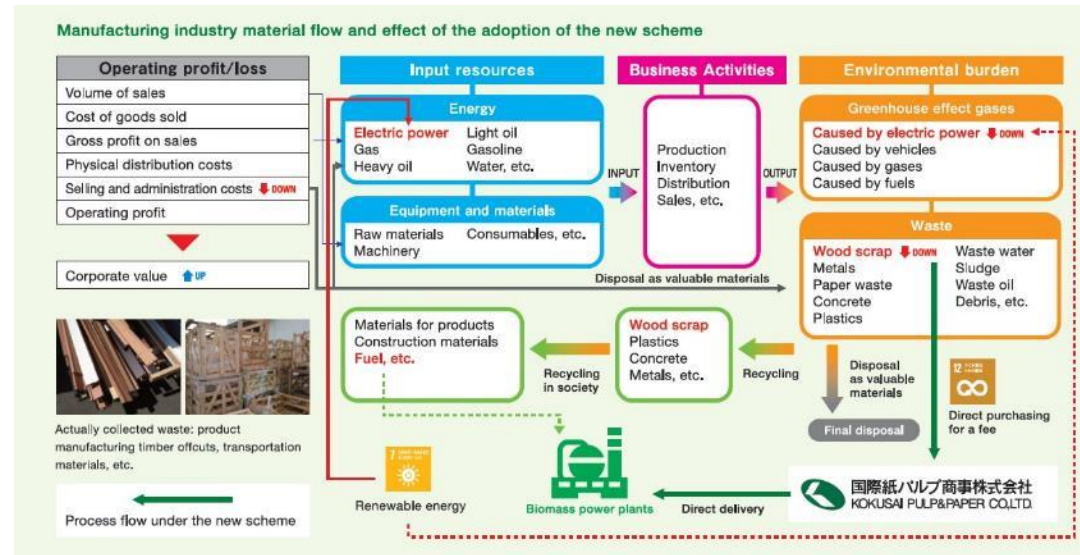 Manufacturing industry material flow and effect of the adoption of the new scheme
Operating profit/loss
Volume of sales
Cost of goods sold
Gross profit on sales
Physical distribution costs
Selling and administration costs DOWN
Operating profit
Corporate value UP
Input resources
Energy
Electric power
Gas
Heavy oil
Light oil
Gasoline
Water, etc.
Equipment and materials
Raw materials
Machinery
Consumables, etc.
INPUT
Business Activities
Production
Inventory
Distribution
Sales, etc.
OUTPUT
Environmental burden
Greenhouse effect gases
Caused by electric power DOWN
Caused by vehicles
Caused by gases
Caused by fuels
Waste
Wood scrap DOWN
Metals
Paper waste
Concrete
Plastics
Waste water
Sludge
Waste oil
Debris, etc.
Disposal as valuable materials
Materials for products
Construction materials
Fuel, etc.
Recycling
in society
Wood scrap
Plastics
Concrete
Metals, etc.
Recycling
Disposal
as valuable
materials
Final disposal
12
Direct purchasing
for a fee
Actually collected waste: product
manufacturing timber offcuts, transportation
materials, etc.
Process flow under the new scheme
7
Renewable energy
Biomass power plants
Direct delivery
国際紙パルプ商事株式会社
KOKUSAI PULP&PAPER CO.,LTD.